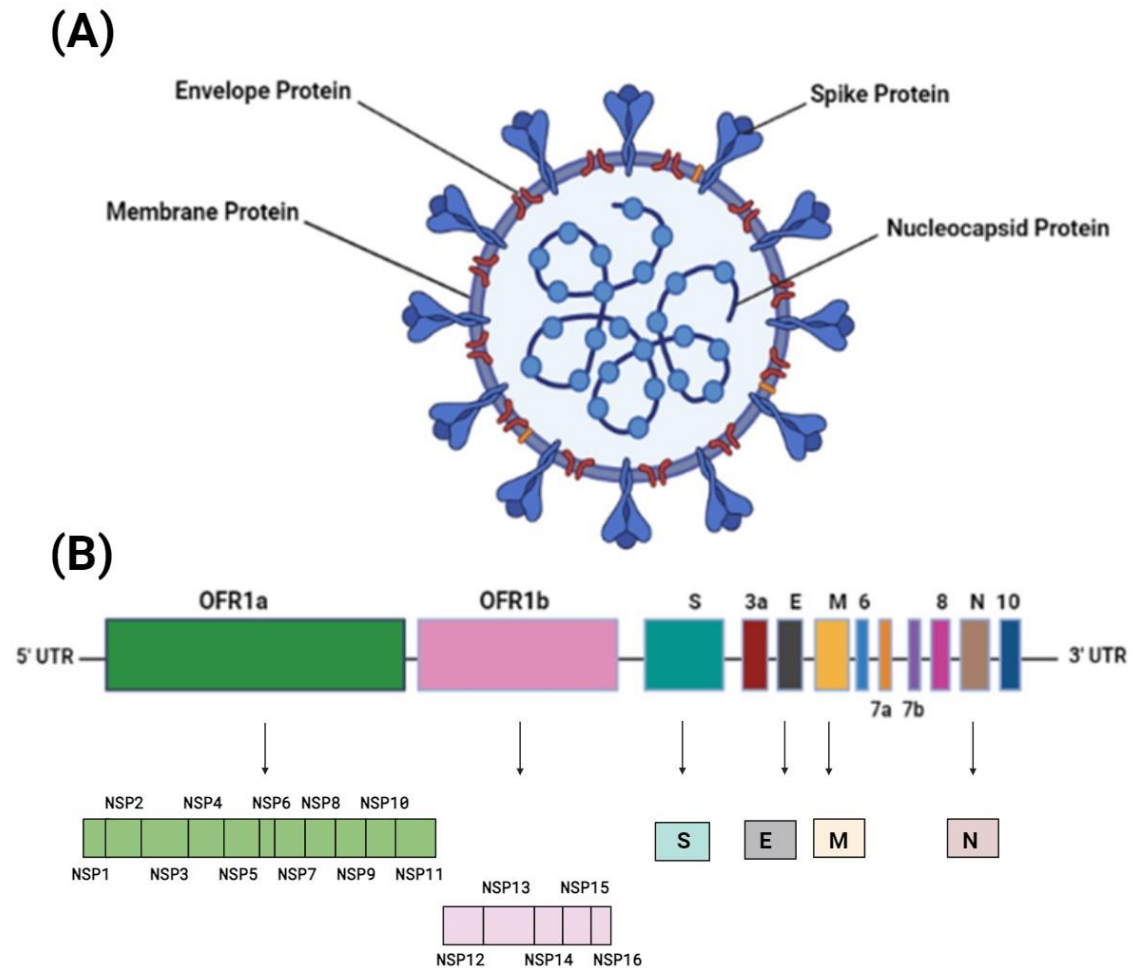 (A)
Envelope Protein
Spike Protein
Membrane Protein
Nucleocapsid Protein
(B)
OFR1a OFR1b S 3a E M 6 8 N 10
5' UTR 3' UTR
7a 7b
NSP2 NSP4 NSP6 NSP8 NSP10
S E M N
NSP1 NSP3 NSP5 NSP7 NSP9 NSP11
NSP13 NSP15
NSP12 NSP14 NSP16